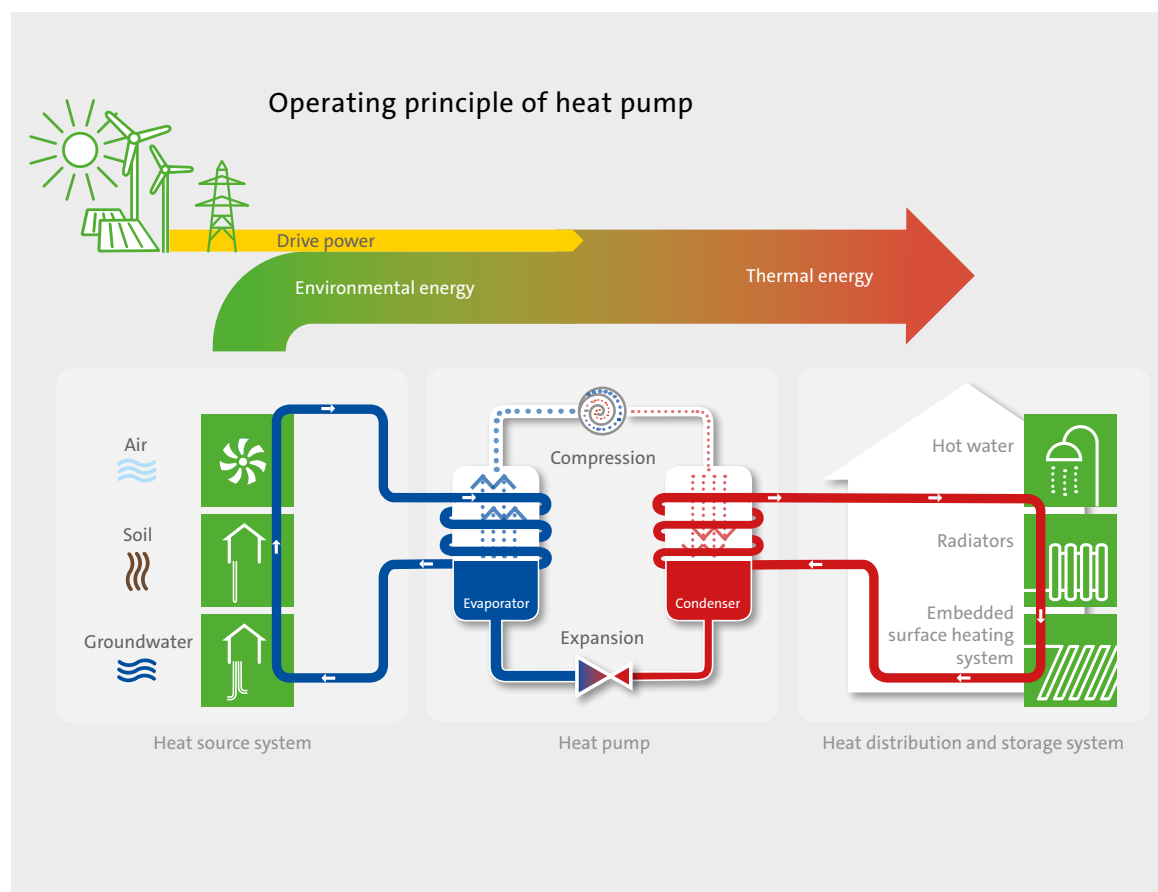 Operating principle of heat pump
Drive power
Environmental energy
Thermal energy
Air
Soil
Groundwater
Compression
Evaporator
Condenser
Expansion
Hot water
Radiators
Embedded
surface heating
system
Heat source system
Heat pump
Heat distribution and storage system